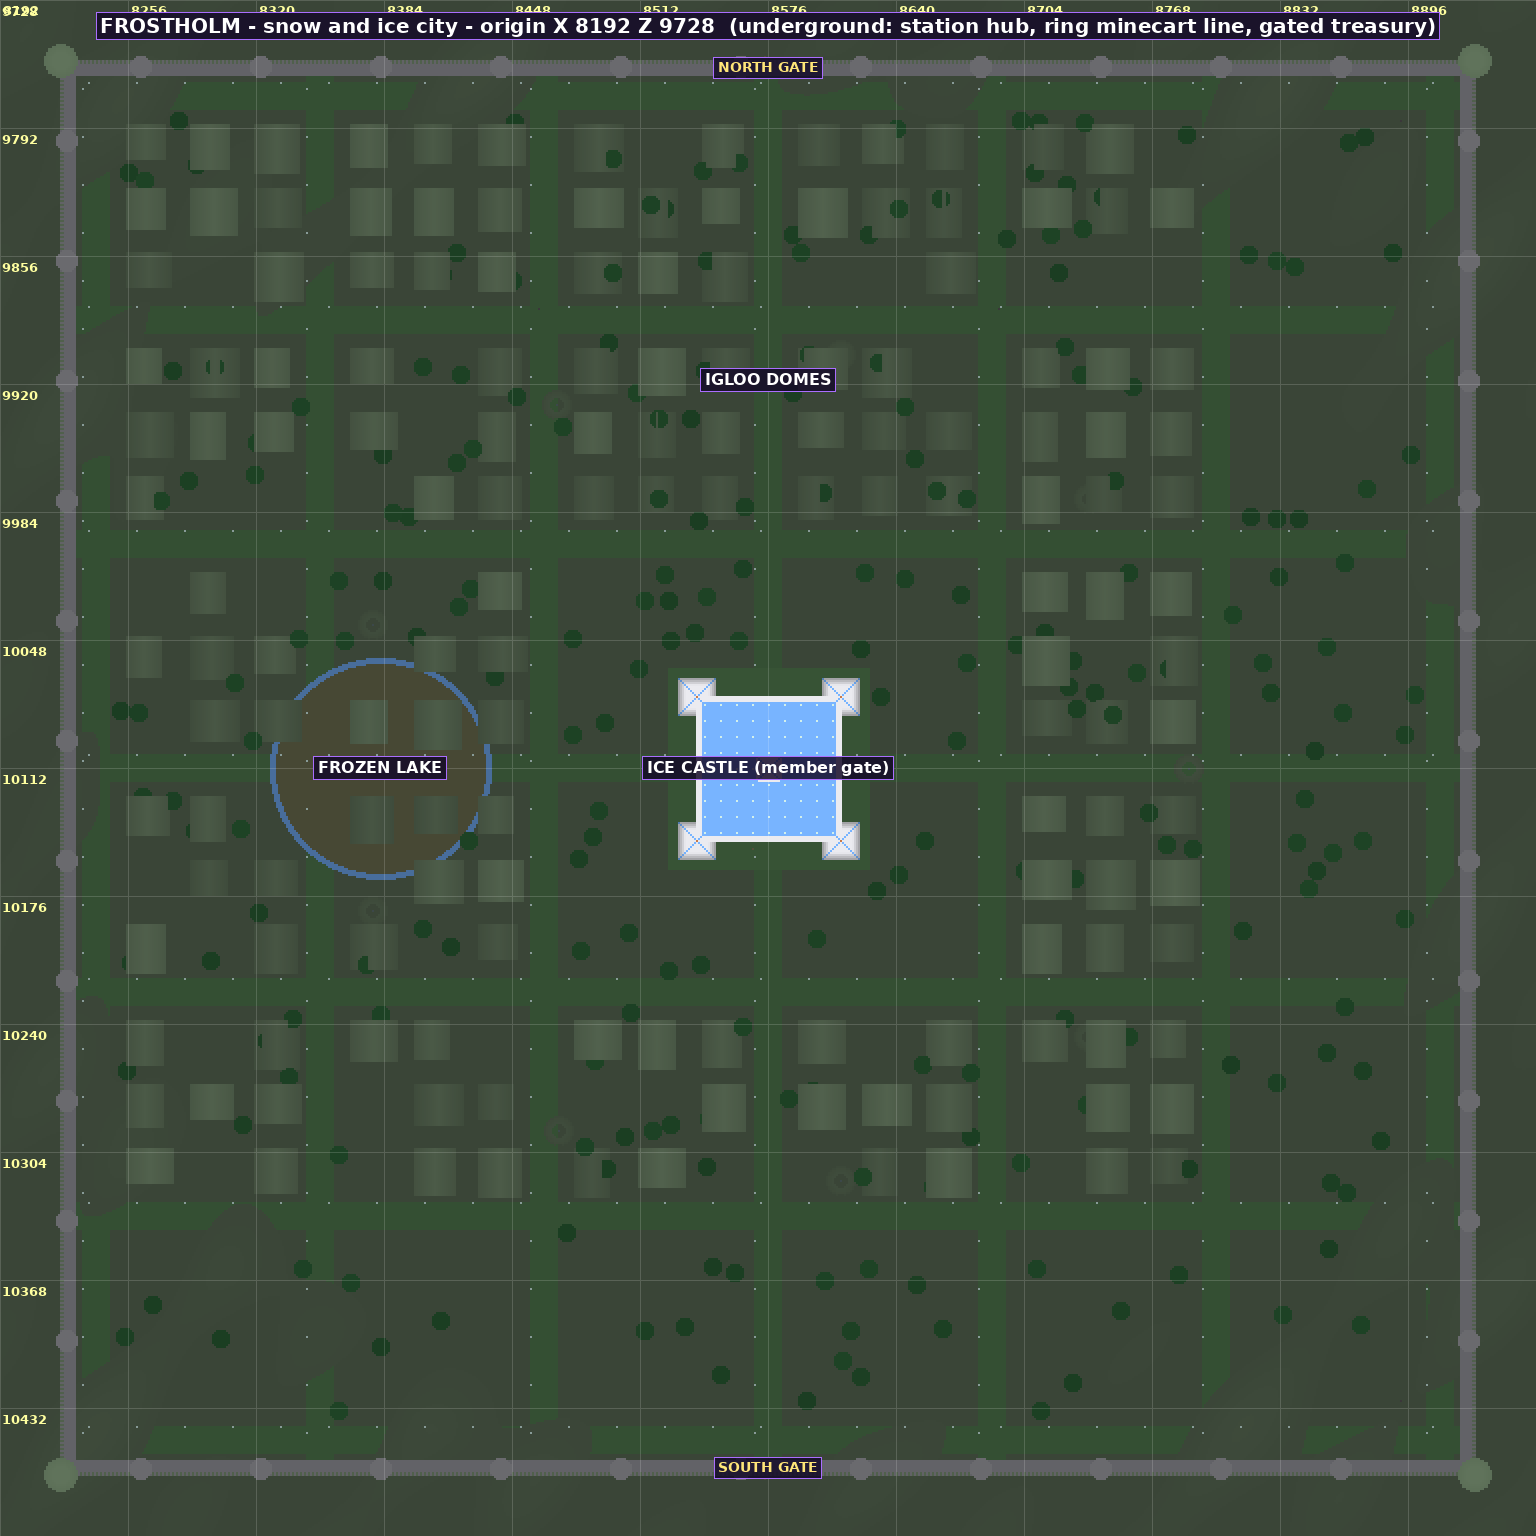 8256 8320 8384 8448 8512 8576 8640 8704 8768 8832 8896
FROSTHOLM - snow and ice city - origin X 8192 Z 9728 (underground: station hub, ring minecart line, gated treasury)
NORTH GATE
9792
9856
IGLOO DOMES
9920
9984
10048
FROZEN LAKE
ICE CASTLE (member gate)
10112
10176
10240
10304
10368
10432
SOUTH GATE